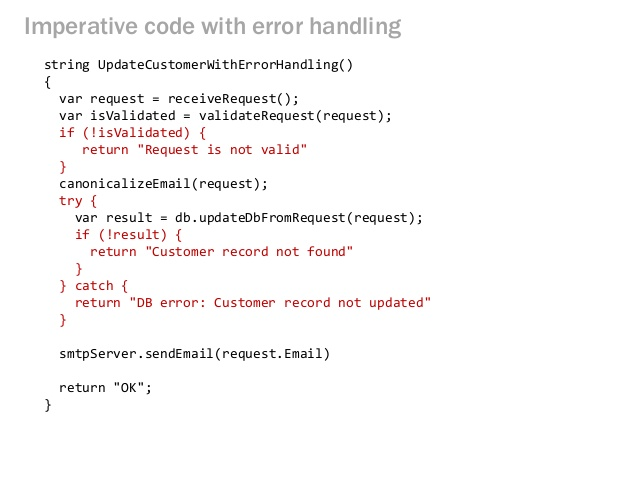 Imperative code with error handling
string UpdateCustomerWithErrorHandling()
{
  var request = receiveRequest();
  var isValidated = validateRequest(request);
  if (!isValidated) {
     return "Request is not valid"
  }
  canonicalizeEmail(request);
  try {
    var result = db.updateDbFromRequest(request);
    if (!result) {
      return "Customer record not found"
    }
  } catch {
    return "DB error: Customer record not updated"
  }
  smtpServer.sendEmail(request.Email)
  return "OK";
}